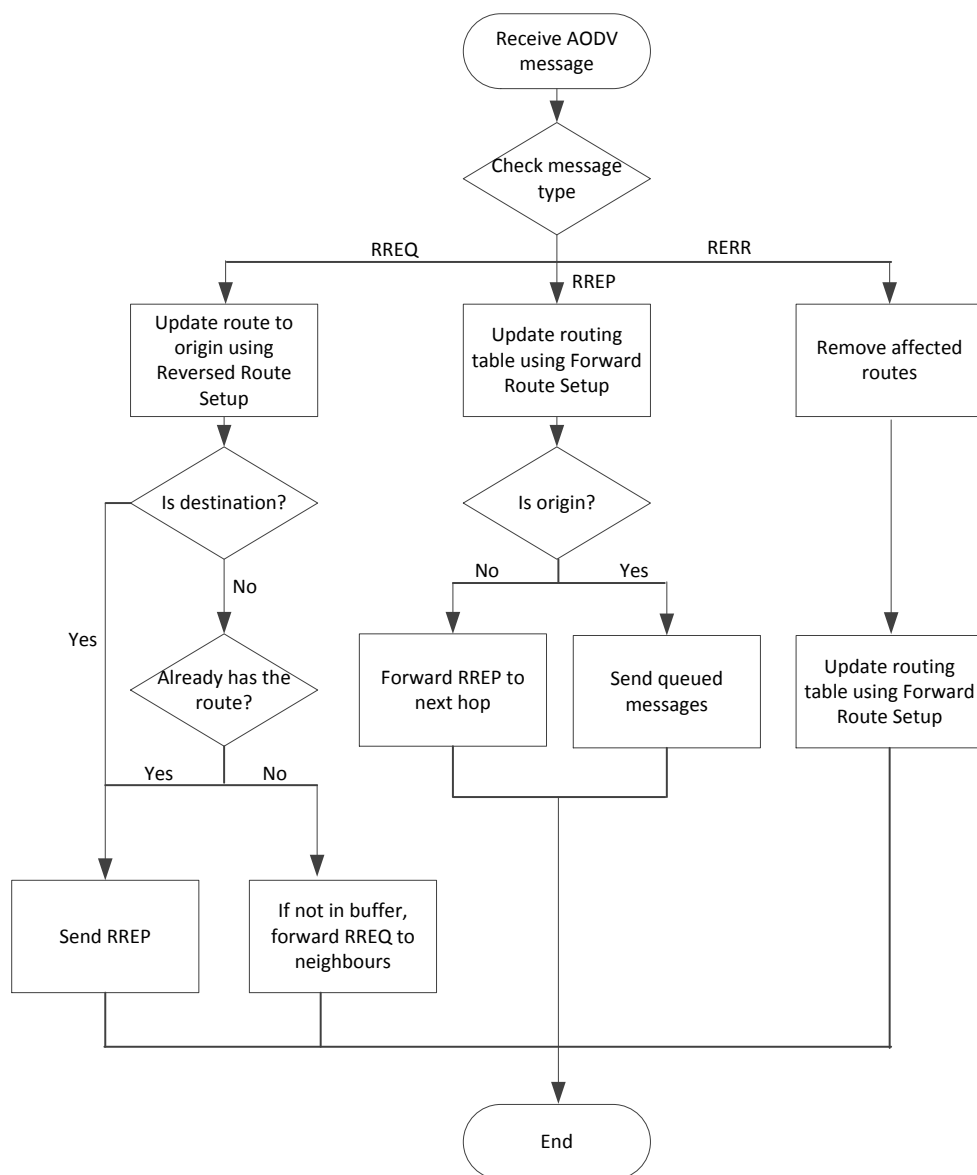 Receive AODV
message
Check message
type
RREQ
RREP
RERR
Update route to
origin using
Reversed Route
Setup
Update routing
table using Forward
Route Setup
Remove affected
routes
Is destination?
Is origin?
No
Yes
No
Yes
Already has the
route?
Forward RREP to
next hop
Send queued
messages
Update routing
table using Forward
Route Setup
Yes
No
Send RREP
If not in buffer,
forward RREQ to
neighbours
End